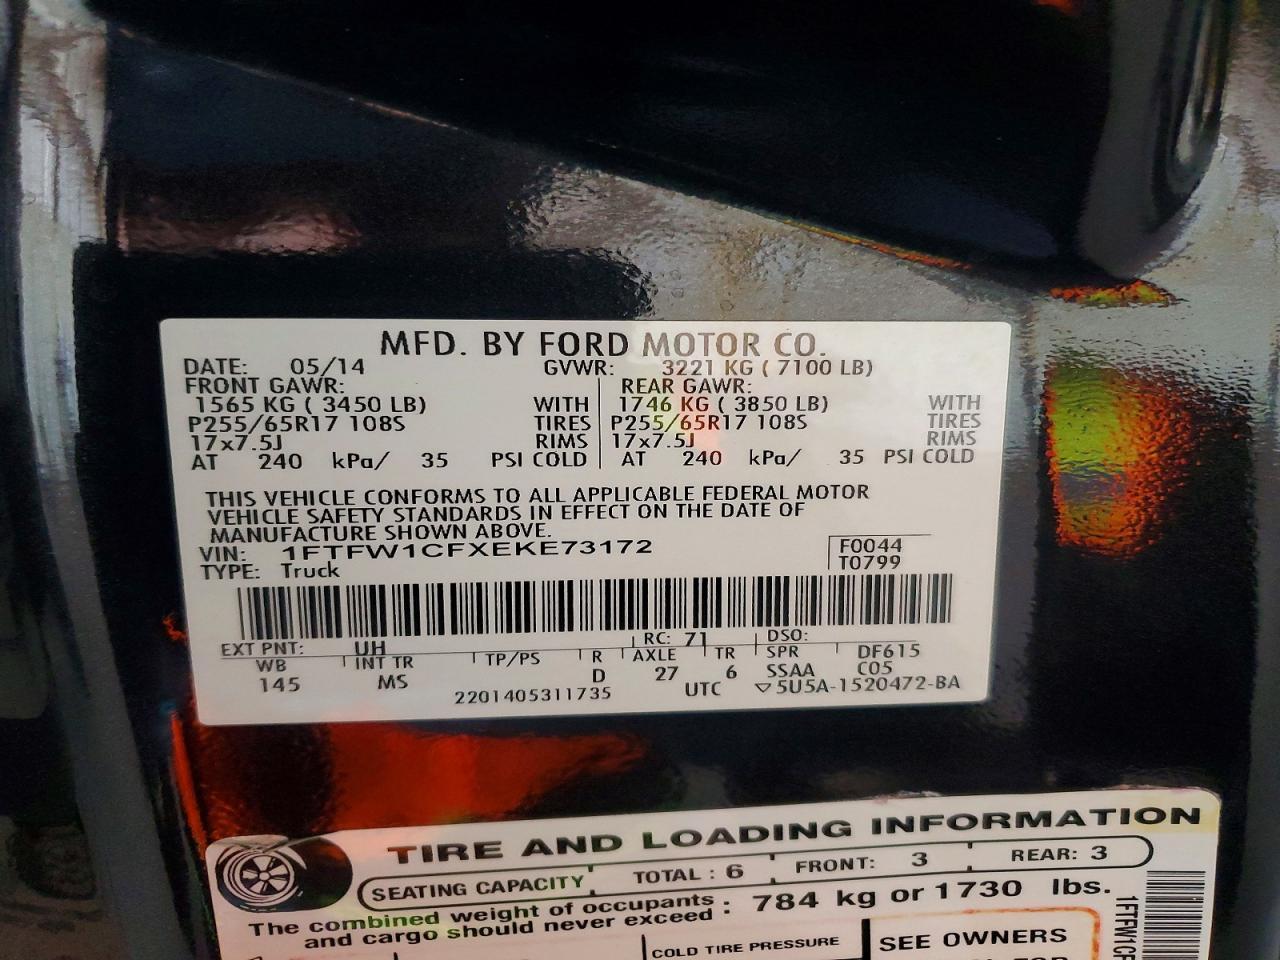 MFD. BY FORD MOTOR CO.
DATE: 05/14 GVWR: 3221 KG ( 7100 LB)
FRONT GAWR: REAR GAWR:
1565 KG ( 3450 LB) WITH 1746 KG ( 3850 LB) WITH
P255/65R17 108S TIRES P255/65R17 108S TIRES
17x7.5J RIMS 17x7.5J RIMS
AT 240 kPa/ 35 PSI COLD AT 240 kPa/ 35 PSI COLD
THIS VEHICLE CONFORMS TO ALL APPLICABLE FEDERAL MOTOR
VEHICLE SAFETY STANDARDS IN EFFECT ON THE DATE OF
MANUFACTURE SHOWN ABOVE.
VIN: 1FTFW1CFXEKE73172 F0044
TYPE: Truck T0799
EXT PNT: UH RC: 71 DSO:
WB INT TR TP/PS R AXLE TR SPR DF615
145 MS D 27 6 SSAA C05
2201405311735 UTC ▽5U5A-1520472-BA
TIRE AND LOADING INFORMATION
SEATING CAPACITY TOTAL : 6 FRONT: 3 REAR: 3
The combined weight of occupants : 784 kg or 1730 lbs.
and cargo should never exceed :
COLD TIRE PRESSURE SEE OWNERS
1FTFW1CF